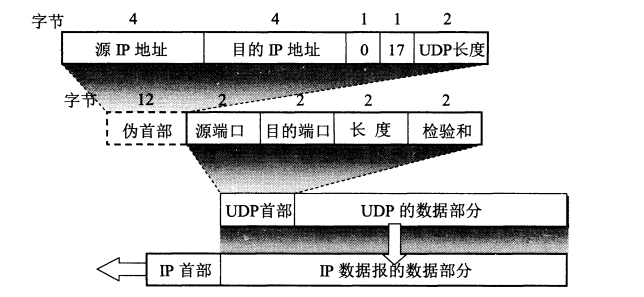 字节 4 4 1 1 2
源 IP 地址 目的 IP 地址 0 17 UDP长度
字节 12 2 2 2 2
伪首部 源端口 目的端口 长 度 检验和
UDP首部 UDP 的数据部分
IP 首部 IP 数据报的数据部分